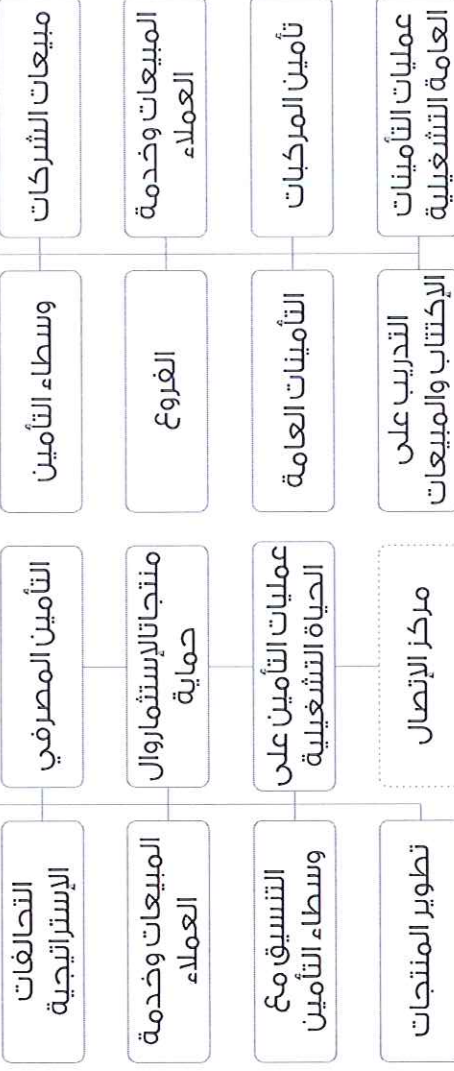 مبيعات الشركات
وسطاء التأمين
التأمين المصرفي
التحالفات
الإستراتيجية
المبيعات وخدمة
العملاء
الفروع
منتجاتالإستثماروال
حماية
المبيعات وخدمة
العملاء
تأمين المركبات
التأمينات العامة
عمليات التأمين على
الحياة التشغيلية
التنسيق مع
وسطاء التأمين
عمليات التأمينات
العامة التشغيلية
التدريب على
الإكتتاب والمبيعات
مركز الإتصال
تطوير المنتجات